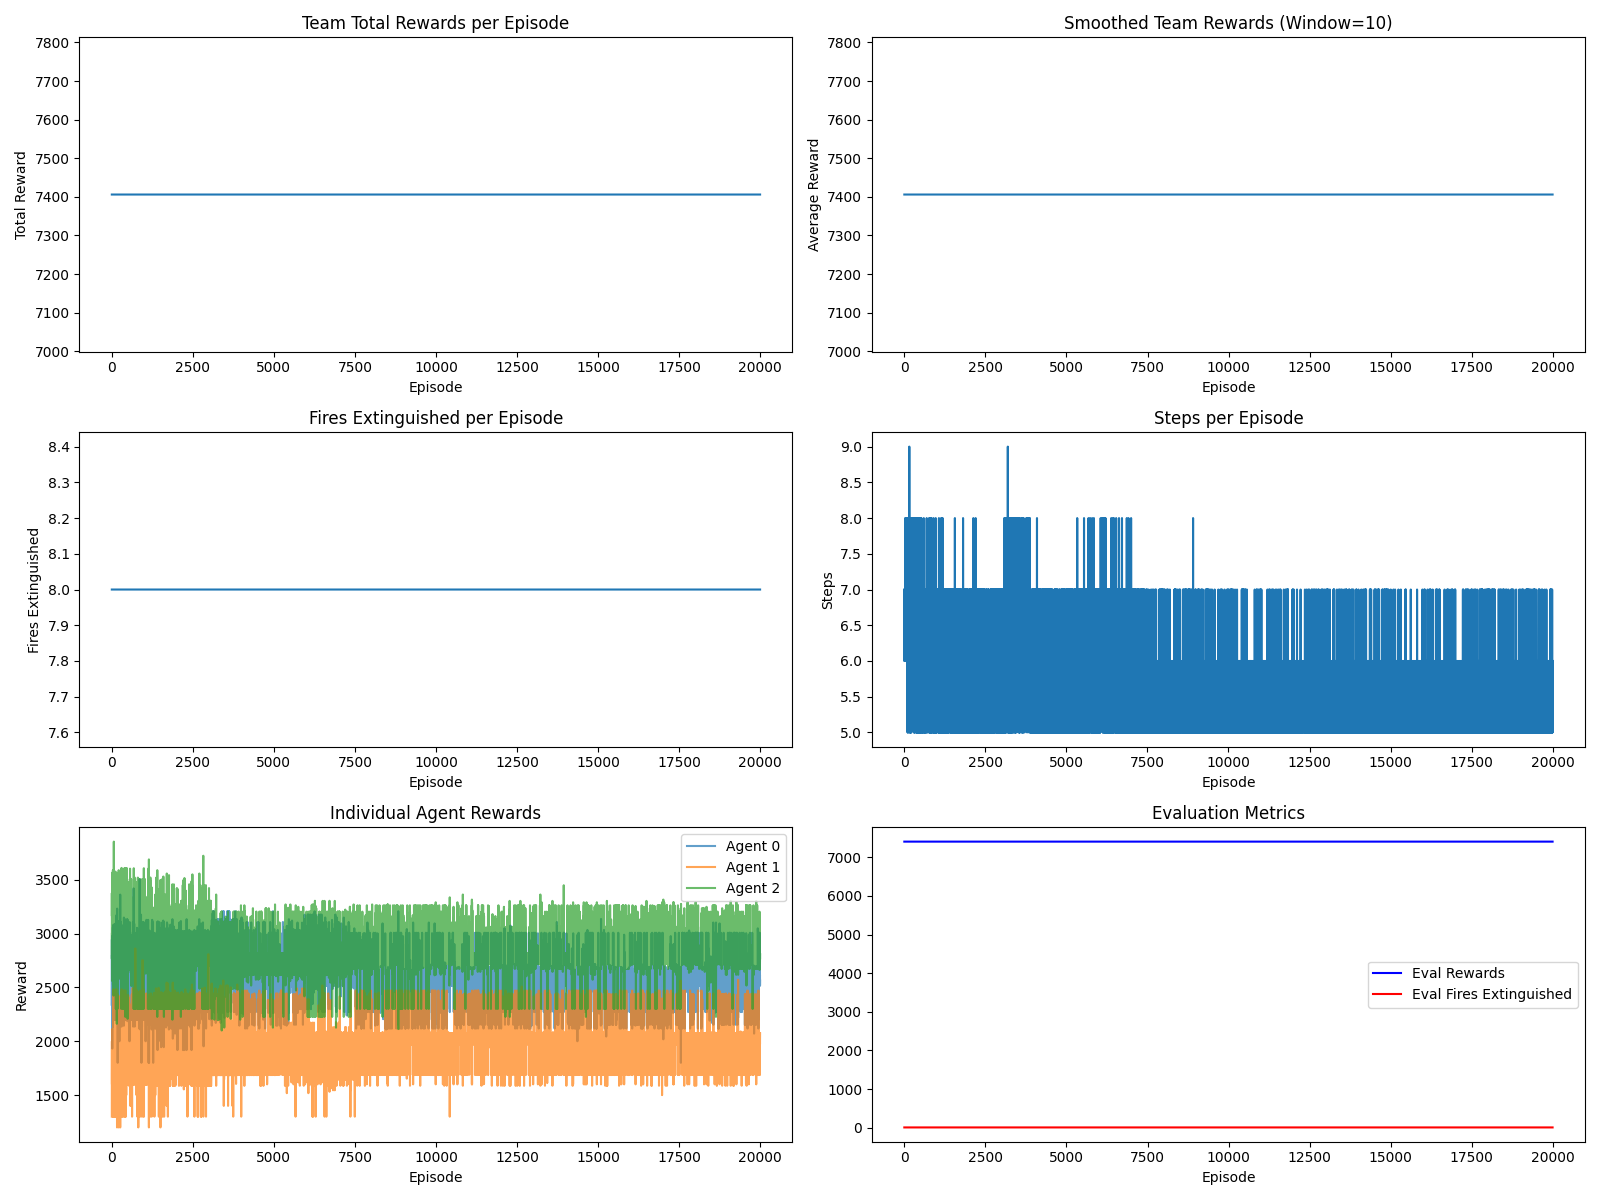 Team Total Rewards per Episode
Total Reward
7800
7700
7600
7500
7400
7300
7200
7100
7000
0 2500 5000 7500 10000 12500 15000 17500 20000
Episode
Smoothed Team Rewards (Window=10)
Average Reward
7800
7700
7600
7500
7400
7300
7200
7100
7000
0 2500 5000 7500 10000 12500 15000 17500 20000
Episode
Fires Extinguished per Episode
Fires Extinguished
8.4
8.3
8.2
8.1
8.0
7.9
7.8
7.7
7.6
0 2500 5000 7500 10000 12500 15000 17500 20000
Episode
Steps per Episode
Steps
9.0
8.5
8.0
7.5
7.0
6.5
6.0
5.5
5.0
0 2500 5000 7500 10000 12500 15000 17500 20000
Episode
Individual Agent Rewards
Reward
3500
3000
2500
2000
1500
Agent 0
Agent 1
Agent 2
0 2500 5000 7500 10000 12500 15000 17500 20000
Episode
Evaluation Metrics
7000
6000
5000
4000
3000
2000
1000
0
Eval Rewards
Eval Fires Extinguished
0 2500 5000 7500 10000 12500 15000 17500 20000
Episode